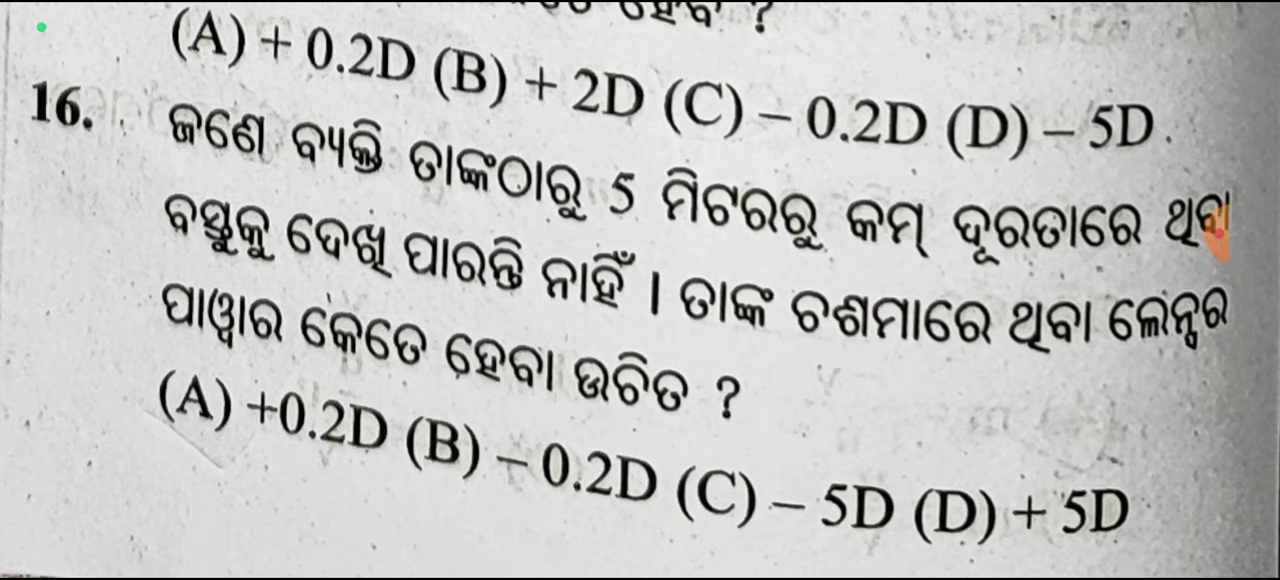 ହେବ ?
(A) + 0.2D (B) + 2D (C) – 0.2D (D) – 5D.
16. ଜଣେ ବ୍ୟକ୍ତି ତାଙ୍କଠାରୁ 5 ମିଟରରୁ କମ୍ ଦୂରତାରେ ଥିବା
ବସ୍ତୁକୁ ଦେଖି ପାରନ୍ତି ନାହିଁ । ତାଙ୍କ ଚଶମାରେ ଥିବା ଲେନ୍ସର
ପାୱାର କେତେ ହେବା ଉଚିତ ?
(A) +0.2D (B) – 0.2D (C) – 5D (D) + 5D